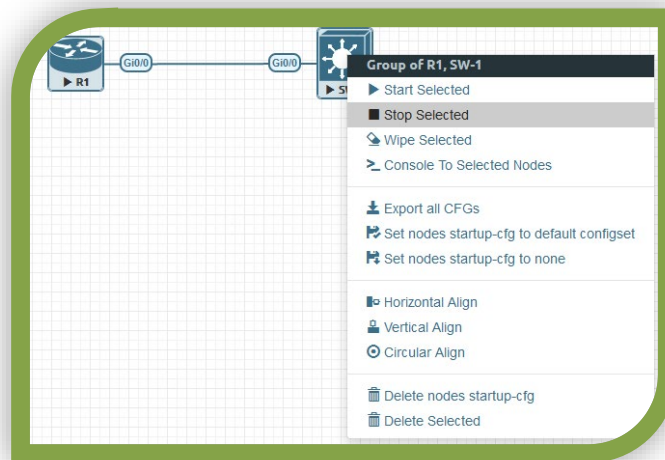 Gi0/0
Gi0/0
R1
Group of R1, SW-1
Start Selected
Stop Selected
Wipe Selected
Console To Selected Nodes
Export all CFGs
Set nodes startup-cfg to default configset
Set nodes startup-cfg to none
Horizontal Align
Vertical Align
Circular Align
Delete nodes startup-cfg
Delete Selected